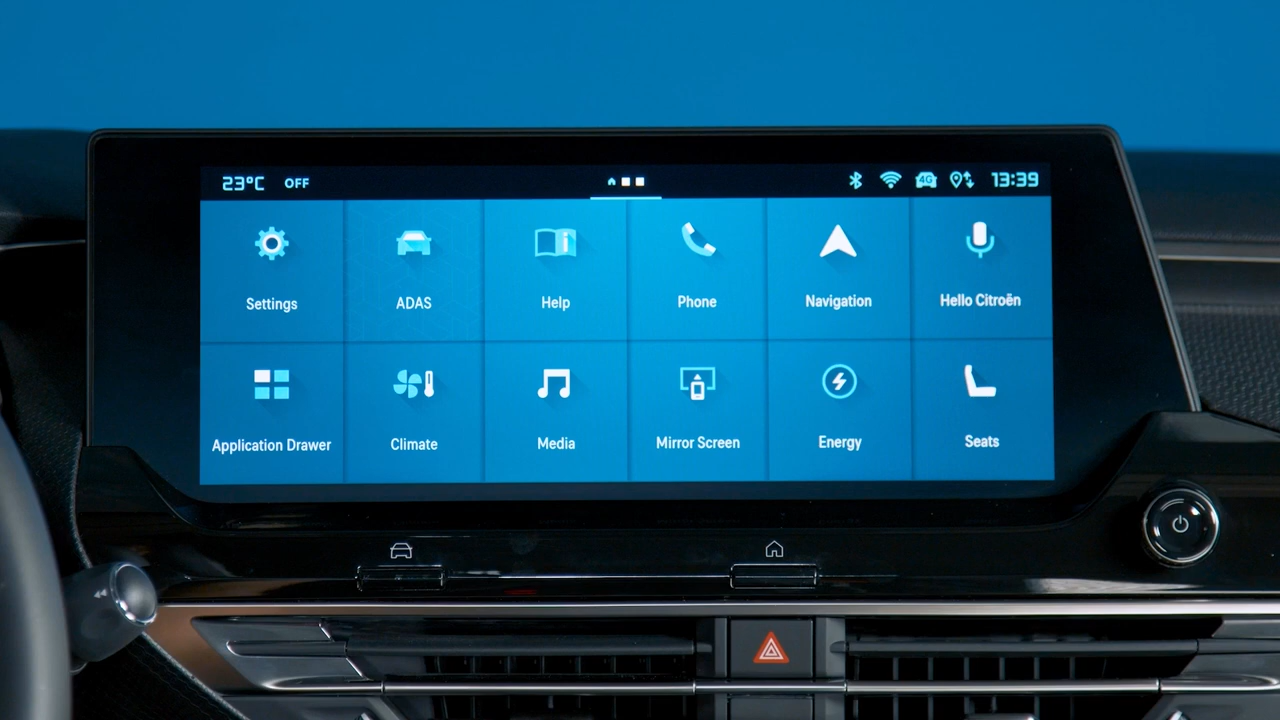 23°C OFF 4G 13:39
Settings ADAS Help Phone Navigation Hello Citroën
Application Drawer Climate Media Mirror Screen Energy Seats